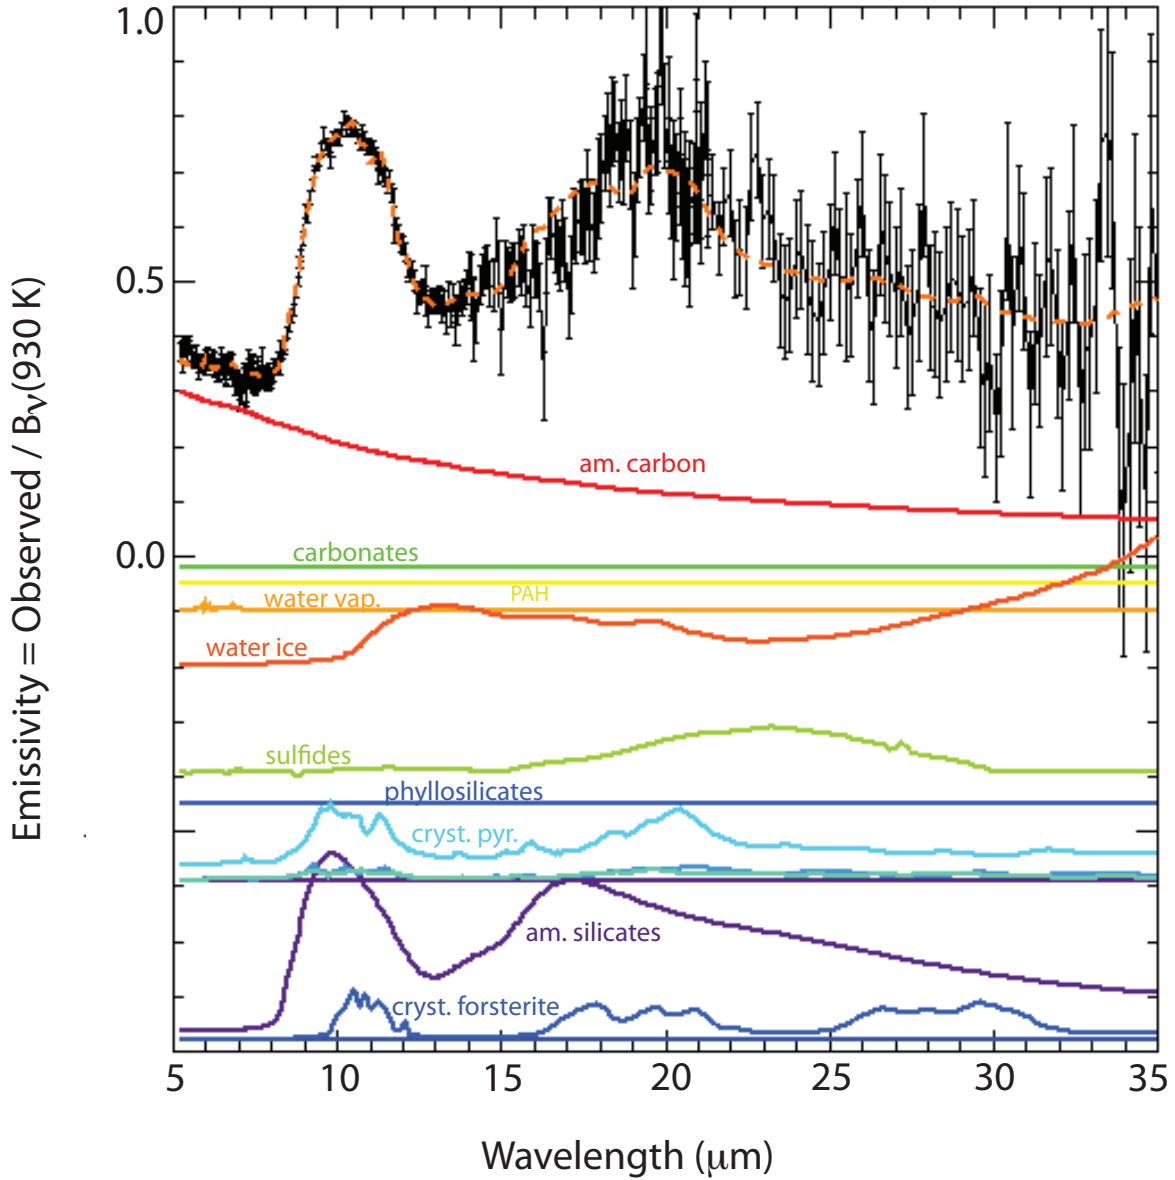 1.0
0.5
0.0
Emissivity = Observed / Bν(930 K)
am. carbon
carbonates
PAH
water vap.
water ice
sulfides
phyllosilicates
cryst. pyr.
am. silicates
cryst. forsterite
5 10 15 20 25 30 35
Wavelength (μm)